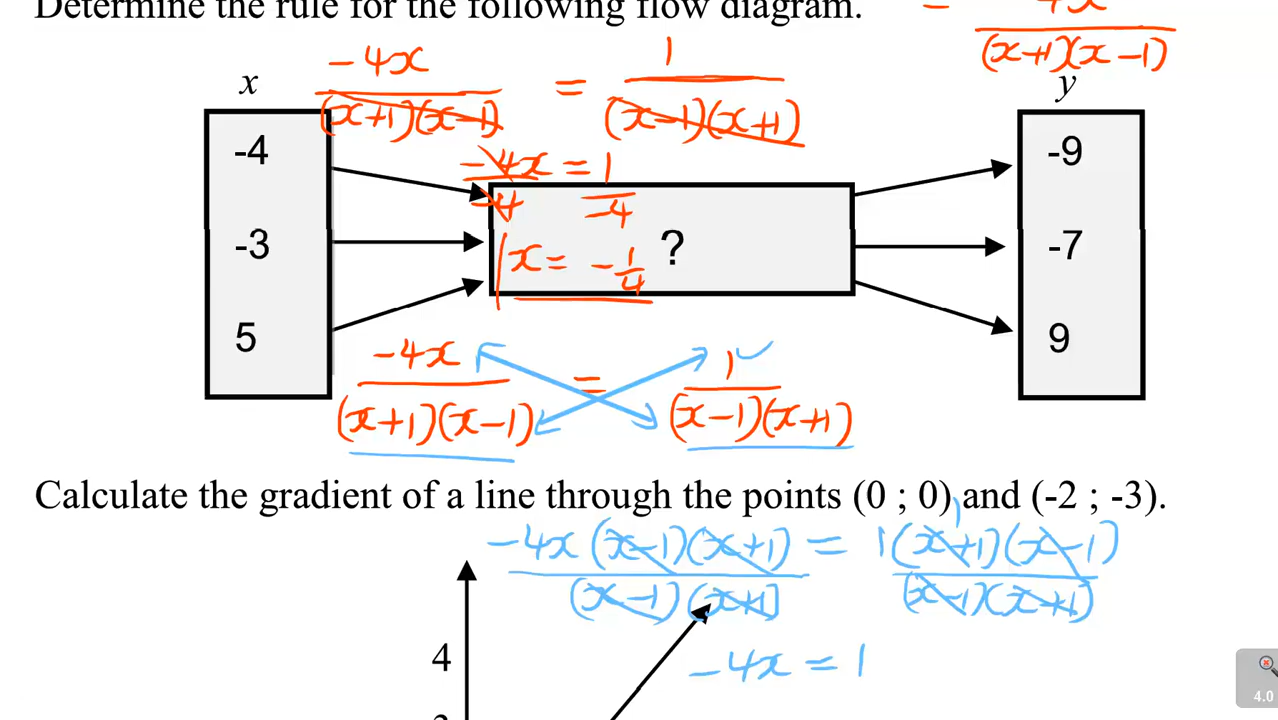 Determine the rule for the following flow diagram.
= 4x / (x+1)(x-1)
x
y
-4x / (x+1)(x-1) = 1 / (x-1)(x+1)
-4
-9
-4x / -4 = 1 / -4
-3
?
-7
x = -1/4
5
9
-4x / (x+1)(x-1) = 1 / (x-1)(x+1)
Calculate the gradient of a line through the points (0 ; 0) and (-2 ; -3).
-4x(x-1)(x+1) / (x-1)(x+1) = 1(x+1)(x-1) / (x-1)(x+1)
4
-4x = 1
4.0